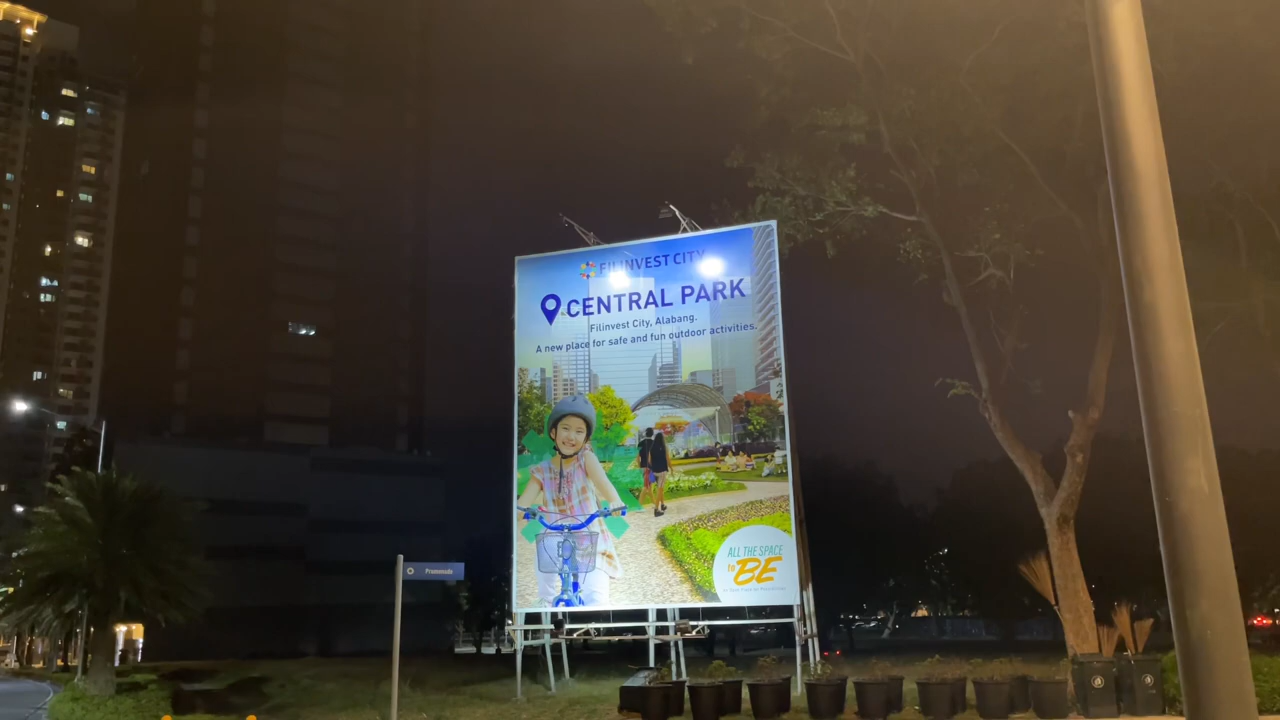 FILINVEST CITY
CENTRAL PARK
Filinvest City, Alabang.
A new place for safe and fun outdoor activities.
ALL THE SPACE
to BE
Promenade